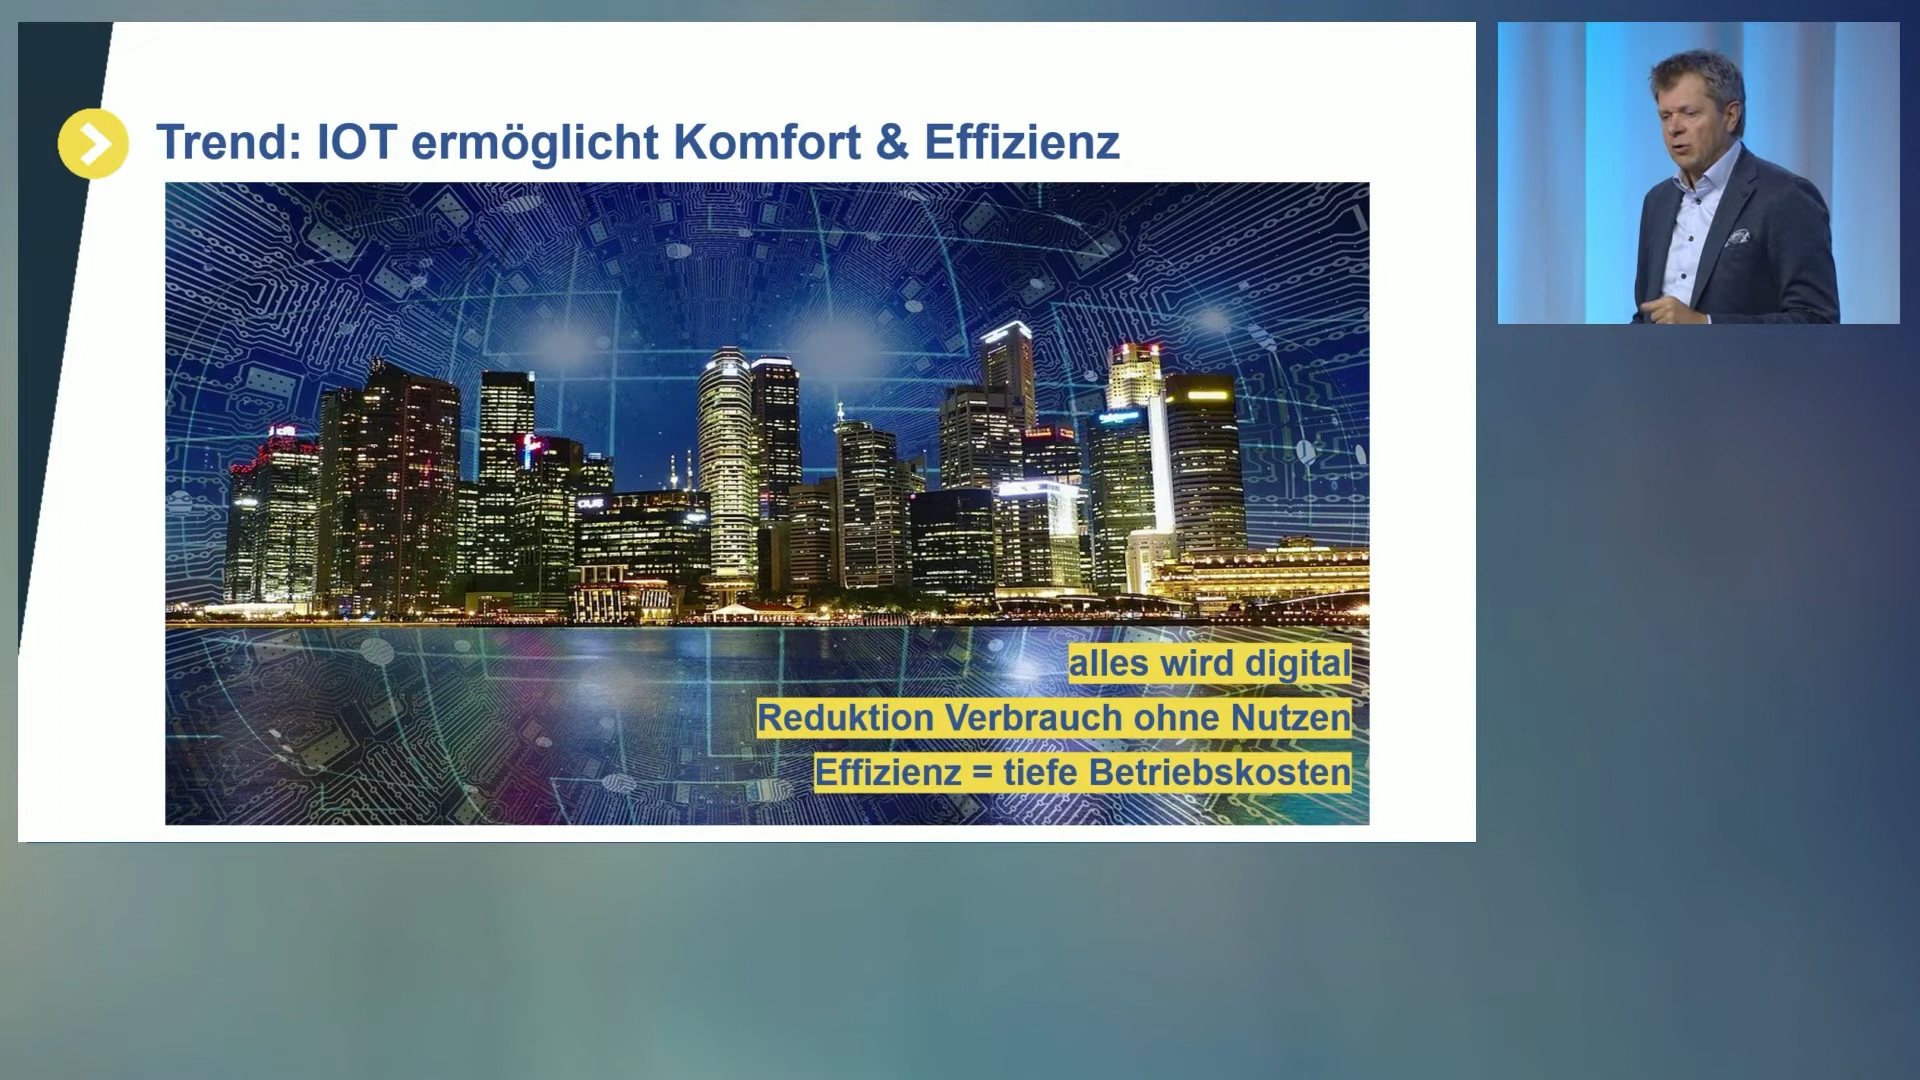 Trend: IOT ermöglicht Komfort & Effizienz
alles wird digital
Reduktion Verbrauch ohne Nutzen
Effizienz = tiefe Betriebskosten